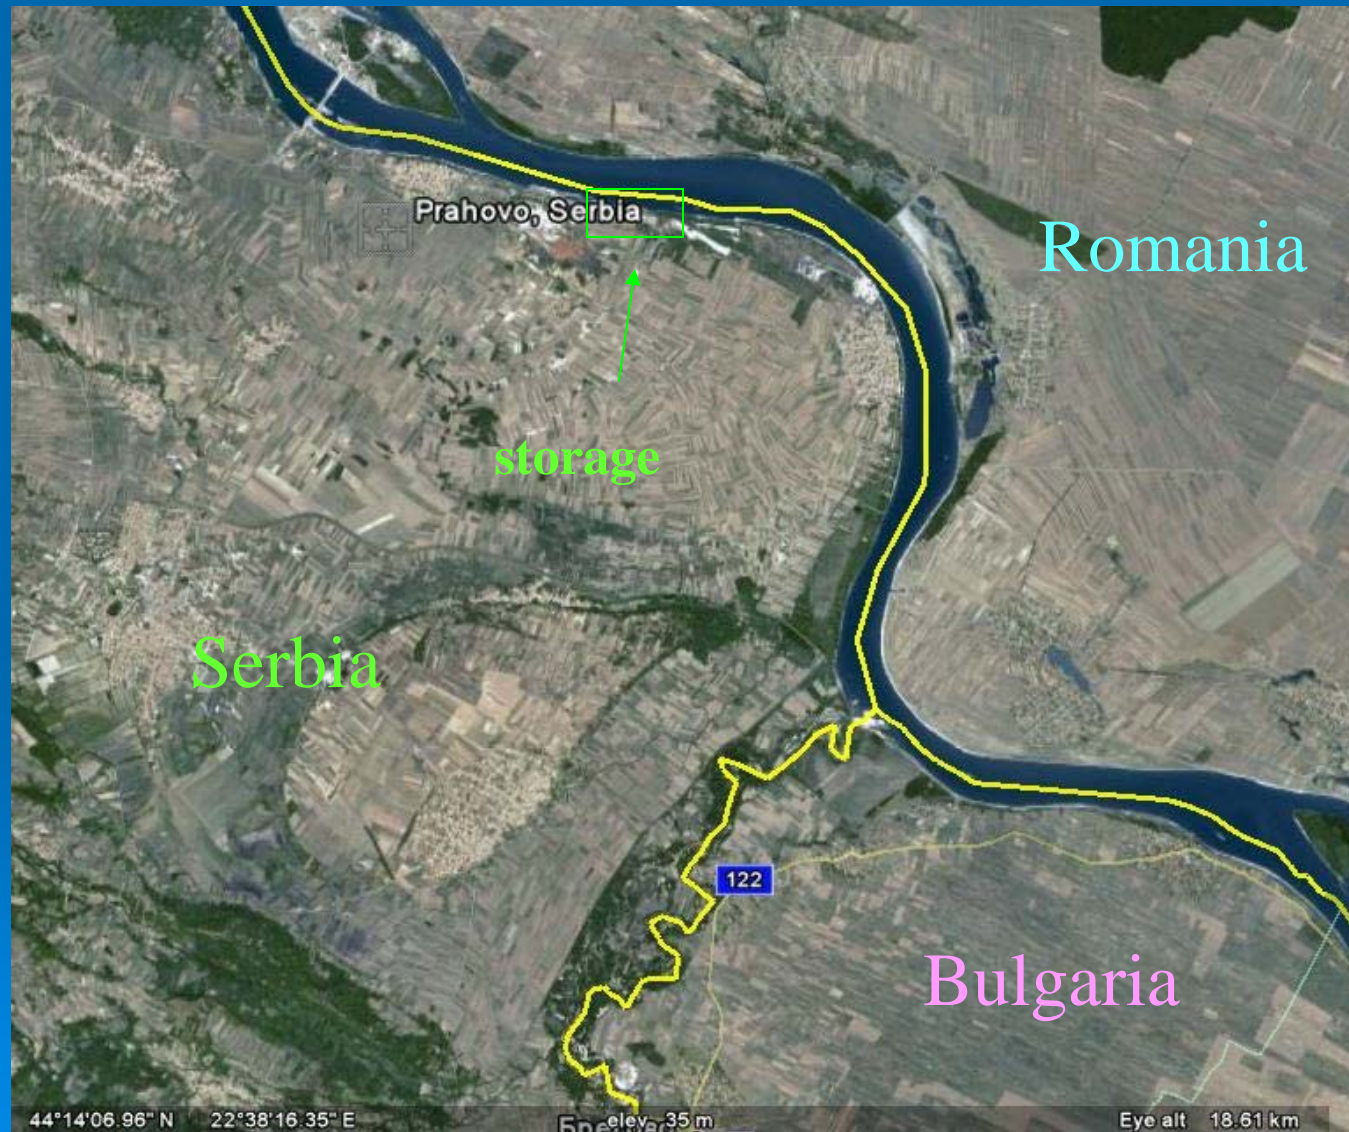 Prahovo, Serbia
Romania
storage
Serbia
122
Bulgaria
44°14'06.96" N 22°38'16.35" E elev 35 m Eye alt 18.61 km